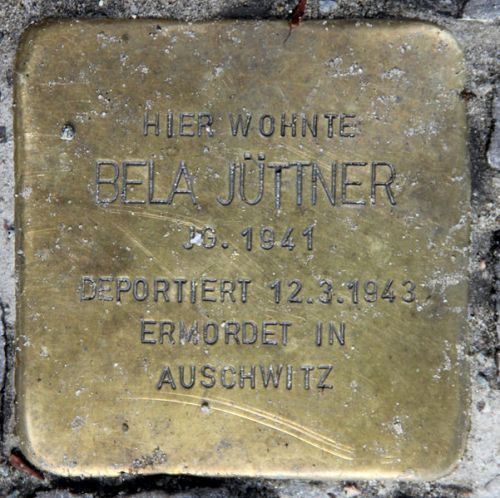 HIER WOHNTE
BELA JÜTTNER
JG. 1941
DEPORTIERT 12.3.1943
ERMORDET IN
AUSCHWITZ